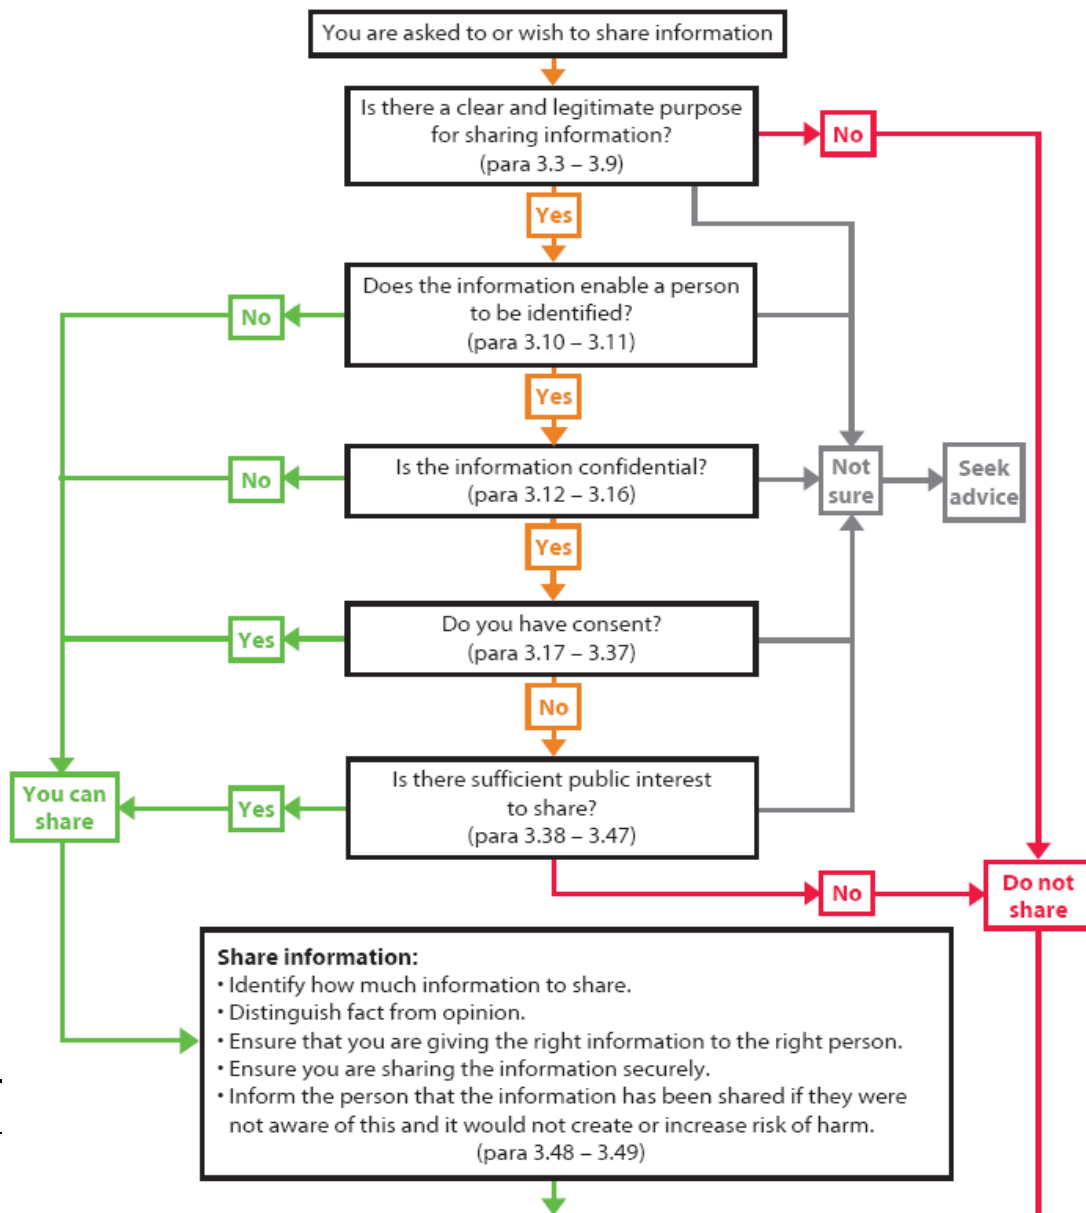 You are asked to or wish to share information
Is there a clear and legitimate purpose
for sharing information?
(para 3.3 – 3.9)
No
Yes
Does the information enable a person
to be identified?
(para 3.10 – 3.11)
No
Yes
Is the information confidential?
(para 3.12 – 3.16)
No
Not
sure
Seek
advice
Yes
Do you have consent?
(para 3.17 – 3.37)
Yes
No
Is there sufficient public interest
to share?
(para 3.38 – 3.47)
Yes
You can
share
No
Do not
share
Share information:
• Identify how much information to share.
• Distinguish fact from opinion.
• Ensure that you are giving the right information to the right person.
• Ensure you are sharing the information securely.
• Inform the person that the information has been shared if they were
not aware of this and it would not create or increase risk of harm.
(para 3.48 – 3.49)